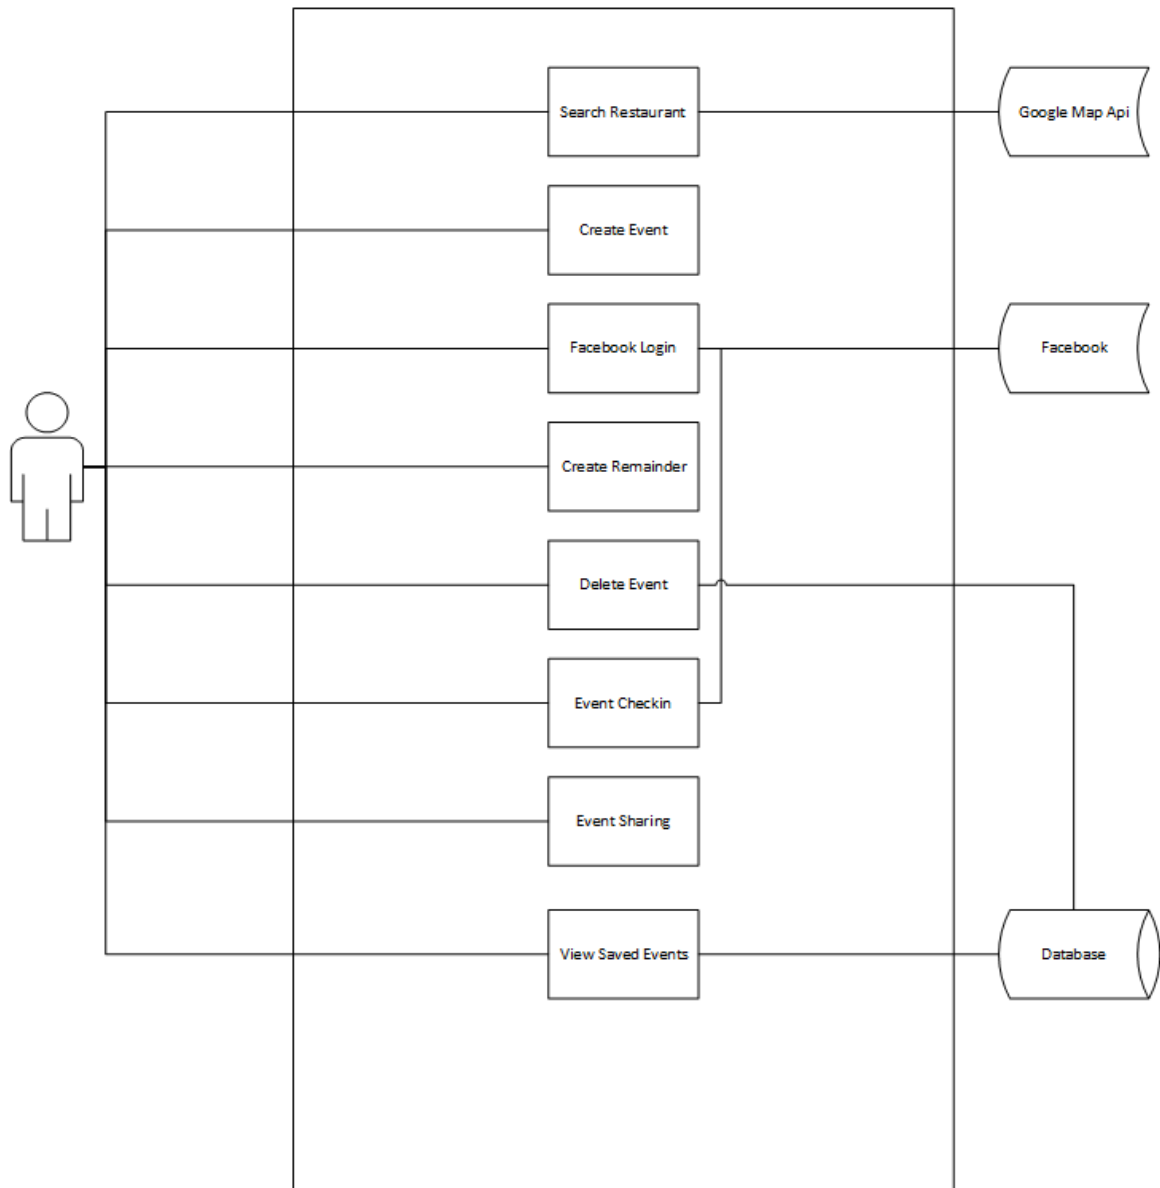 Search Restaurant
Google Map Api
Create Event
Facebook Login
Facebook
Create Remainder
Delete Event
Event Checkin
Event Sharing
View Saved Events
Database